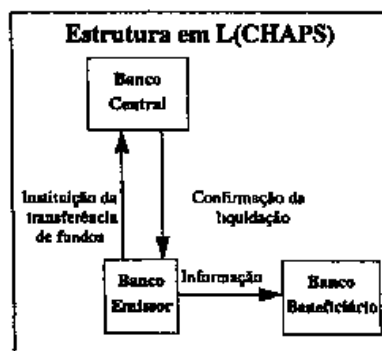 Estrutura em L(CHAPS)
Banco
Central
Instituição da
transferência
de fundos
Confirmação da
liquidação
Banco
Emissor
Informação
Banco
Beneficiário